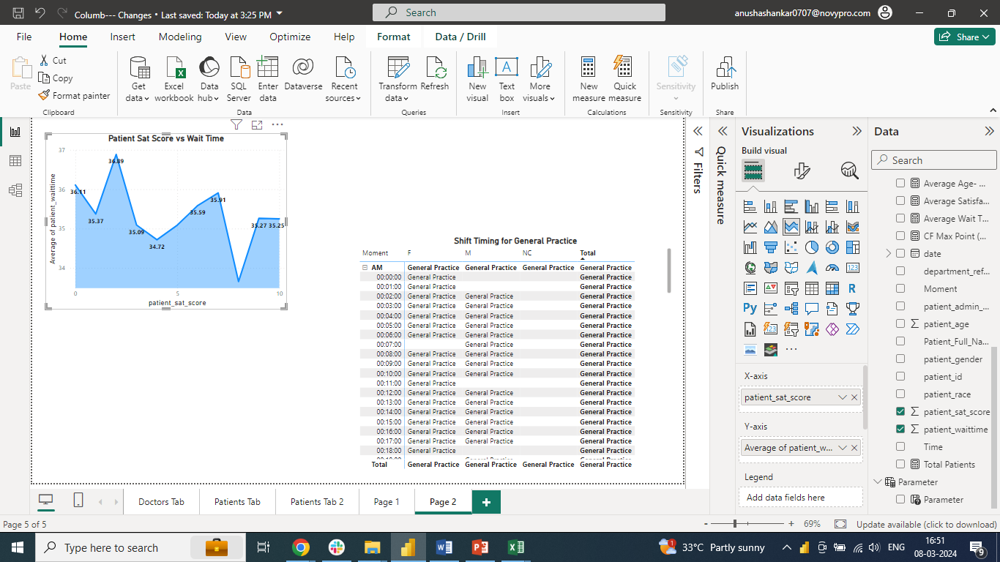 Columb--- Changes • Last saved: Today at 3:25 PM
Search
anushashankar0707@novypro.com
File
Home
Insert
Modeling
View
Optimize
Help
Format
Data / Drill
Share
Paste
Cut
Copy
Format painter
Clipboard
Get data
Excel workbook
Data hub
SQL Server
Enter data
Dataverse
Recent sources
Data
Transform data
Refresh
Queries
New visual
Text box
More visuals
Insert
New measure
Quick measure
Calculations
Sensitivity
Sensitivity
Publish
Share
Patient Sat Score vs Wait Time
Average of patient_waittime
37
36
35
34
36.11
35.37
36.89
35.09
34.72
35.59
35.91
35.27 35.25
0
5
10
patient_sat_score
Shift Timing for General Practice
Moment F M NC Total
AM General Practice General Practice General Practice General Practice
00:00:00 General Practice General Practice
00:01:00 General Practice General Practice
00:02:00 General Practice General Practice General Practice
00:03:00 General Practice General Practice General Practice
00:04:00 General Practice General Practice General Practice
00:05:00 General Practice General Practice General Practice
00:06:00 General Practice General Practice General Practice
00:07:00 General Practice General Practice
00:08:00 General Practice General Practice General Practice
00:09:00 General Practice General Practice General Practice
00:10:00 General Practice General Practice General Practice
00:11:00 General Practice General Practice
00:12:00 General Practice General Practice General Practice
00:13:00 General Practice General Practice General Practice
00:14:00 General Practice General Practice General Practice
00:15:00 General Practice General Practice General Practice
00:16:00 General Practice General Practice General Practice
00:17:00 General Practice General Practice General Practice
00:18:00 General Practice General Practice
Total General Practice General Practice General Practice General Practice
Filters
Quick measure
Visualizations
Build visual
123
R
Py
X-axis
patient_sat_score
Y-axis
Average of patient_w...
Legend
Add data fields here
Data
Search
Average Age- ...
Average Satisfa...
Average Wait T...
CF Max Point (...
date
department_ref...
Moment
patient_admin_...
patient_age
Patient_Full_Na...
patient_gender
patient_id
patient_race
patient_sat_score
patient_waittime
Time
Total Patients
Parameter
Parameter
Doctors Tab
Patients Tab
Patients Tab 2
Page 1
Page 2
Page 5 of 5
- + 69%
Update available (click to download)
Type here to search
1
33°C Partly sunny
ENG
16:51
08-03-2024
9